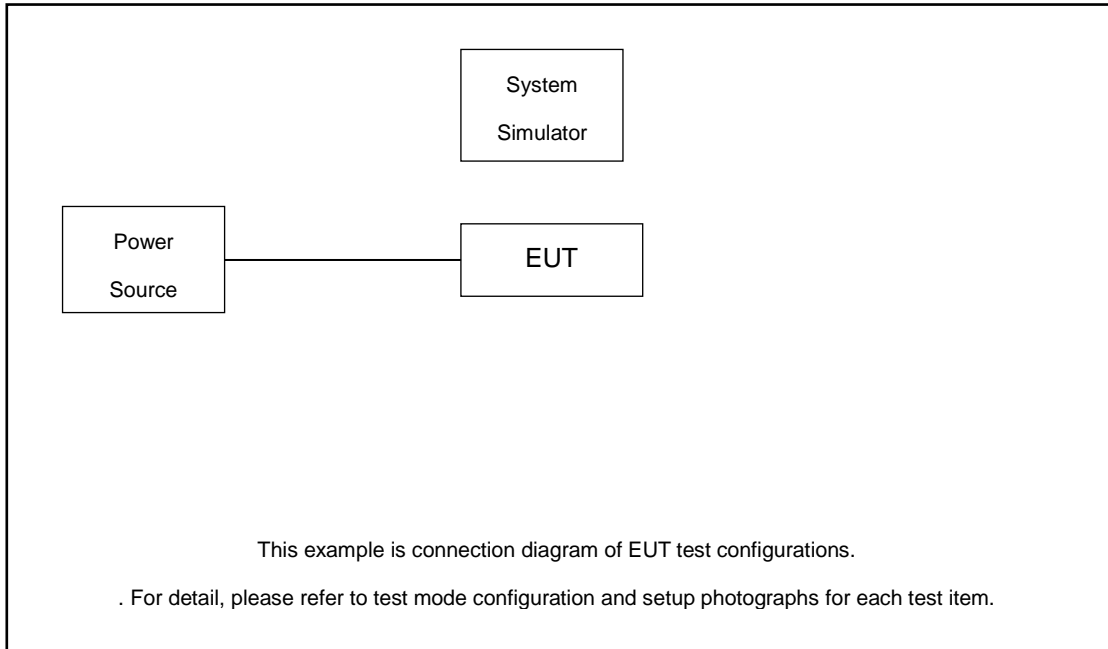 System
Simulator
Power
Source
EUT
This example is connection diagram of EUT test configurations.
. For detail, please refer to test mode configuration and setup photographs for each test item.